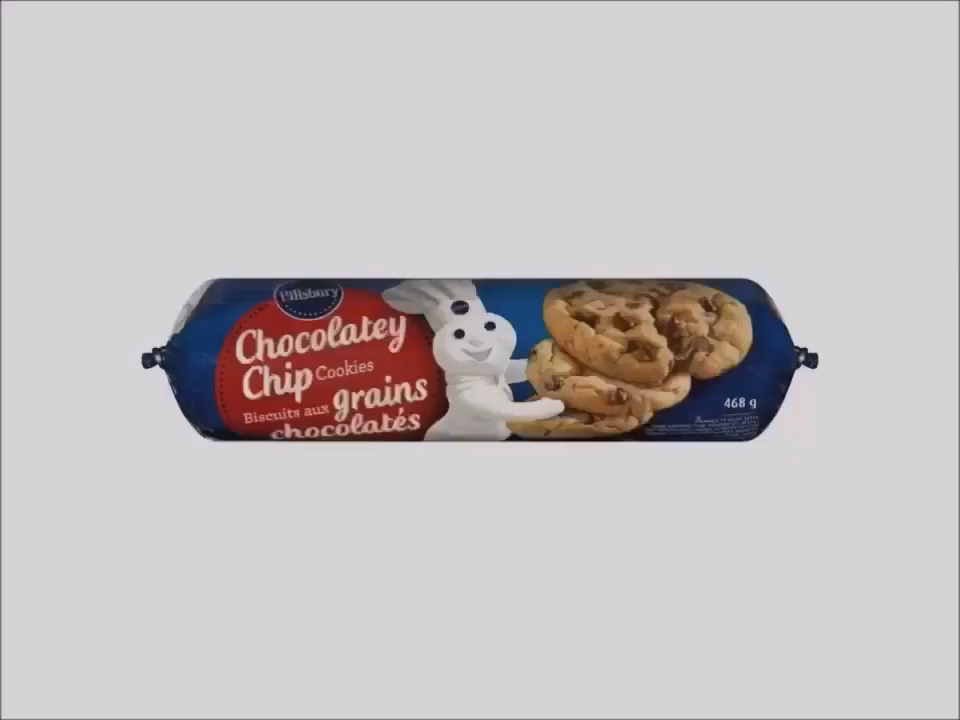 Pillsbury
Chocolatey
Chip Cookies
Biscuits aux grains
chocolatés
468 g